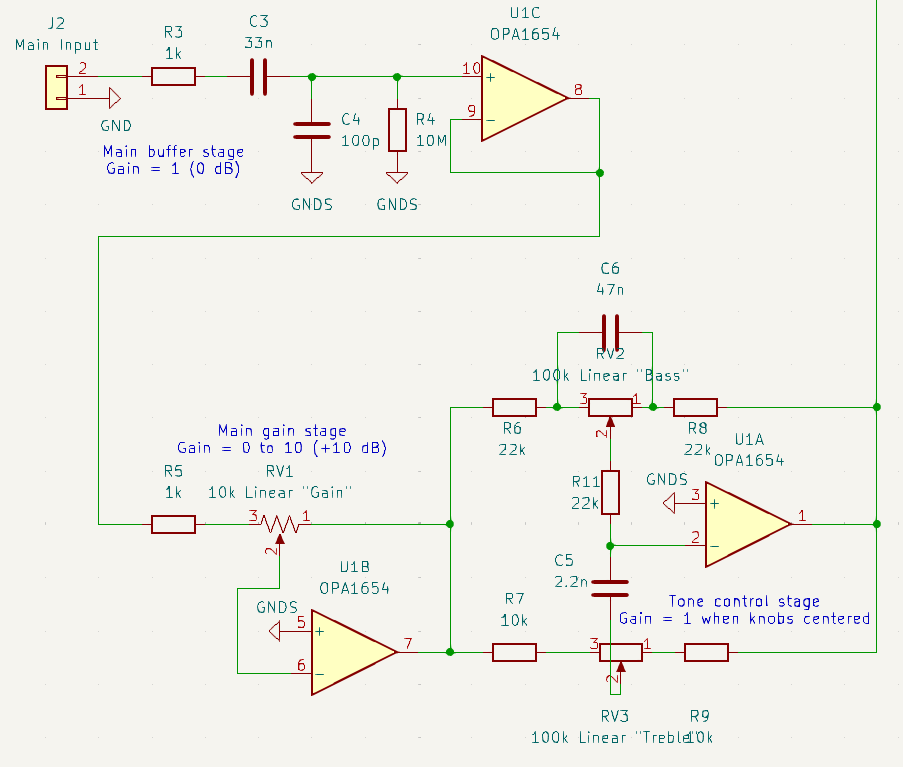 J2
Main Input
2
1
GND
R3
1k
C3
33n
Main buffer stage
Gain = 1 (0 dB)
C4
100p
GNDS
R4
10M
GNDS
U1C
OPA1654
10
+
9
-
8
C6
47n
RV2
100k Linear "Bass"
3
1
2
R6
22k
R8
22k
R11
22k
U1A
OPA1654
GNDS
3
+
2
-
1
Main gain stage
Gain = 0 to 10 (+10 dB)
R5
1k
RV1
10k Linear "Gain"
3
1
2
U1B
OPA1654
GNDS
5
+
6
-
7
C5
2.2n
Tone control stage
Gain = 1 when knobs centered
R7
10k
3
1
2
RV3
100k Linear "Treble"
R9
10k